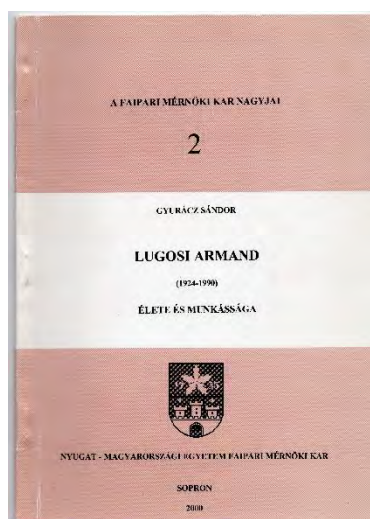 A FAIPARI MÉRNÖKI KAR NAGYJAI
2
GYURÁCZ SÁNDOR
LUGOSI ARMAND
(1924-1990)
ÉLETE ÉS MUNKÁSSÁGA
NYUGAT - MAGYARORSZÁGI EGYETEM FAIPARI MÉRNÖKI KAR
SOPRON
2000